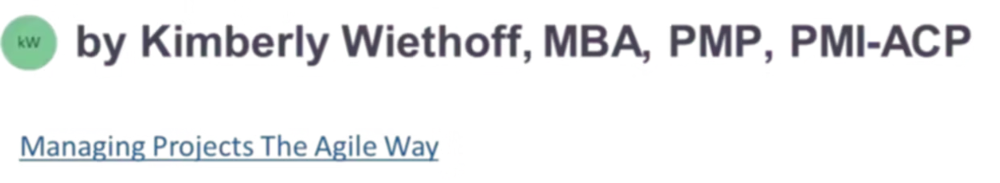 kW
by Kimberly Wiethoff, MBA, PMP, PMI-ACP
Managing Projects The Agile Way